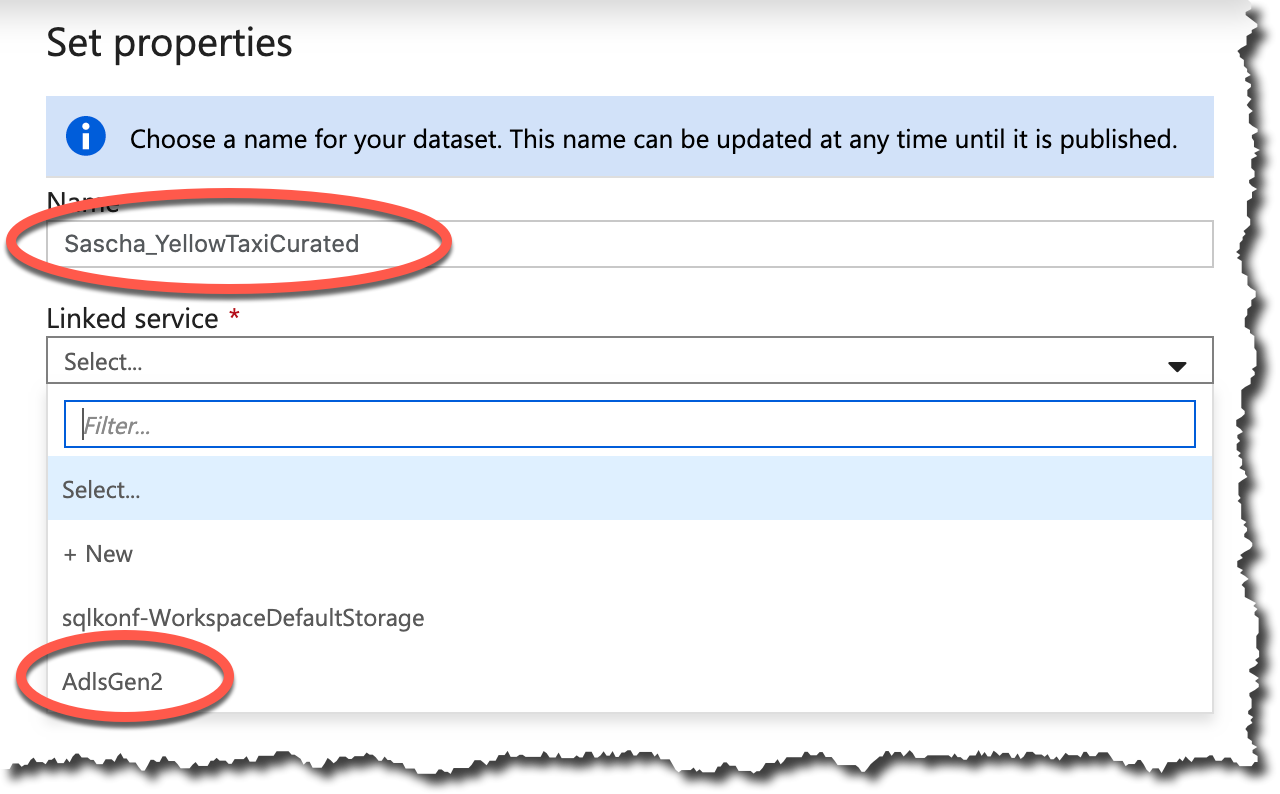 Set properties
Choose a name for your dataset. This name can be updated at any time until it is published.
Name
Sascha_YellowTaxiCurated
Linked service *
Select...
Filter...
Select...
+ New
sqlkonf-WorkspaceDefaultStorage
AdlsGen2